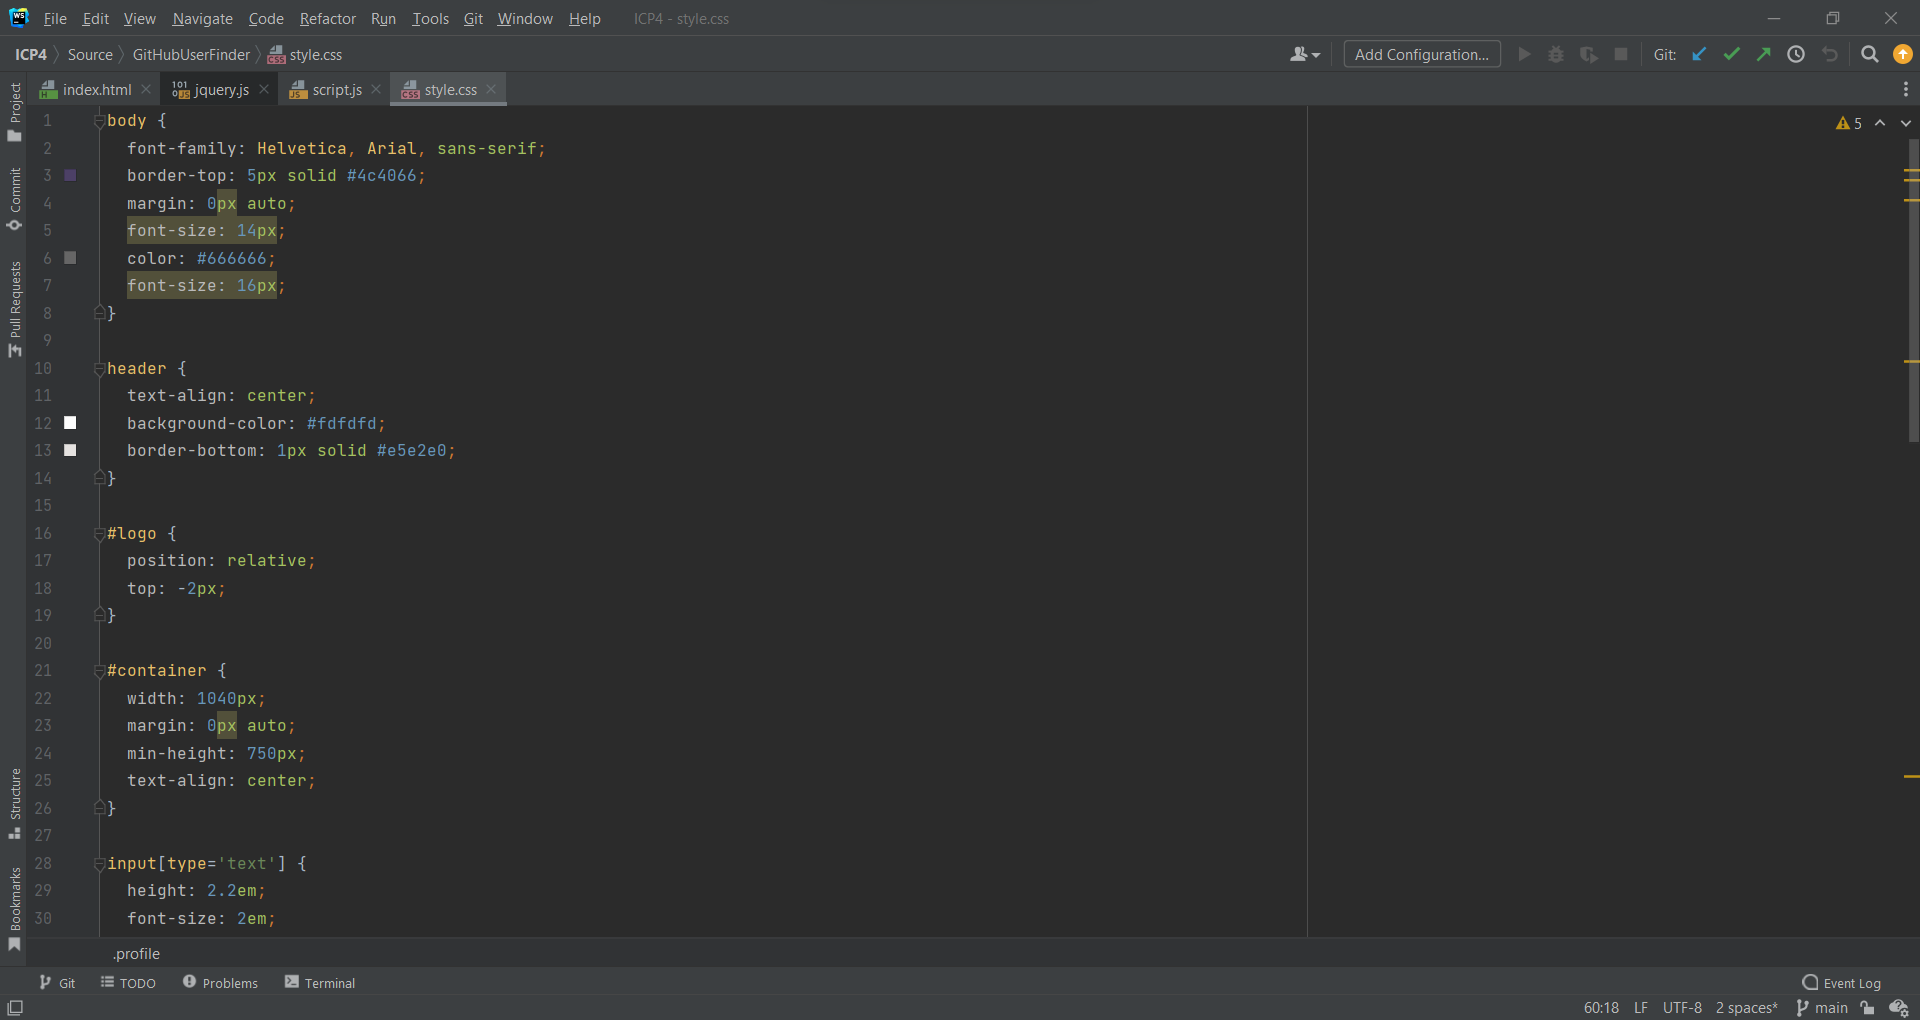 WS File Edit View Navigate Code Refactor Run Tools Git Window Help ICP4 - style.css
ICP4 Source GitHubUserFinder style.css Add Configuration... Git:
index.html jquery.js script.js style.css
Project
Commit
Pull Requests
Structure
Bookmarks
5
1 body {
2 font-family: Helvetica, Arial, sans-serif;
3 border-top: 5px solid #4c4066;
4 margin: 0px auto;
5 font-size: 14px;
6 color: #666666;
7 font-size: 16px;
8 }
9
10 header {
11 text-align: center;
12 background-color: #fdfdfd;
13 border-bottom: 1px solid #e5e2e0;
14 }
15
16 #logo {
17 position: relative;
18 top: -2px;
19 }
20
21 #container {
22 width: 1040px;
23 margin: 0px auto;
24 min-height: 750px;
25 text-align: center;
26 }
27
28 input[type='text'] {
29 height: 2.2em;
30 font-size: 2em;
.profile
Git TODO Problems Terminal Event Log
60:18 LF UTF-8 2 spaces* main